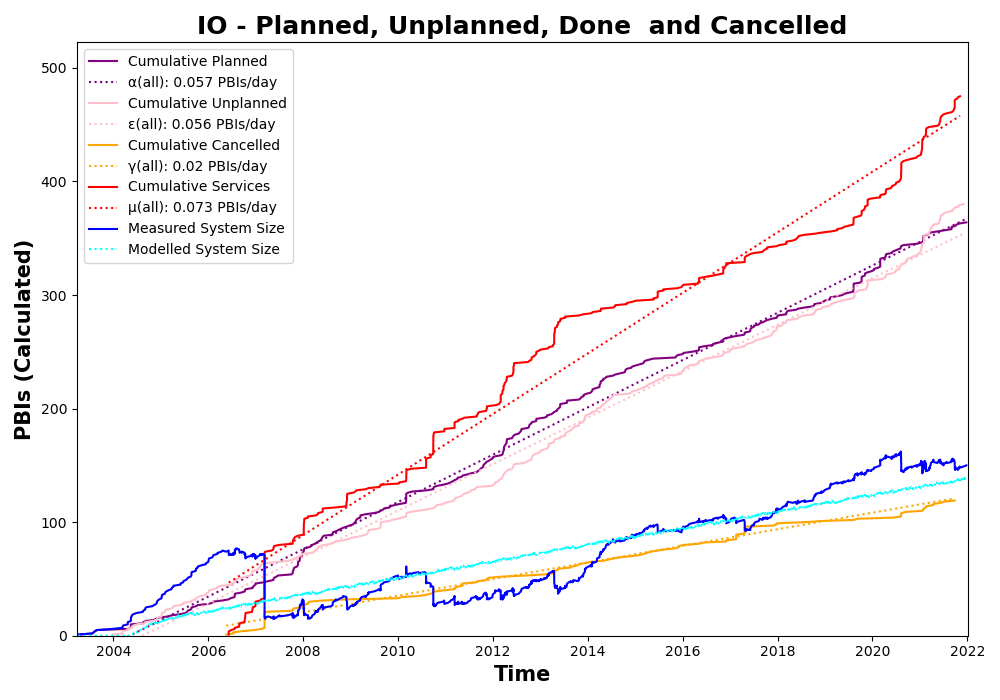 IO - Planned, Unplanned, Done  and Cancelled
Cumulative Planned
α(all): 0.057 PBIs/day
Cumulative Unplanned
ε(all): 0.056 PBIs/day
Cumulative Cancelled
γ(all): 0.02 PBIs/day
Cumulative Services
μ(all): 0.073 PBIs/day
Measured System Size
Modelled System Size
PBIs (Calculated)
500
400
300
200
100
0
2004 2006 2008 2010 2012 2014 2016 2018 2020 2022
Time